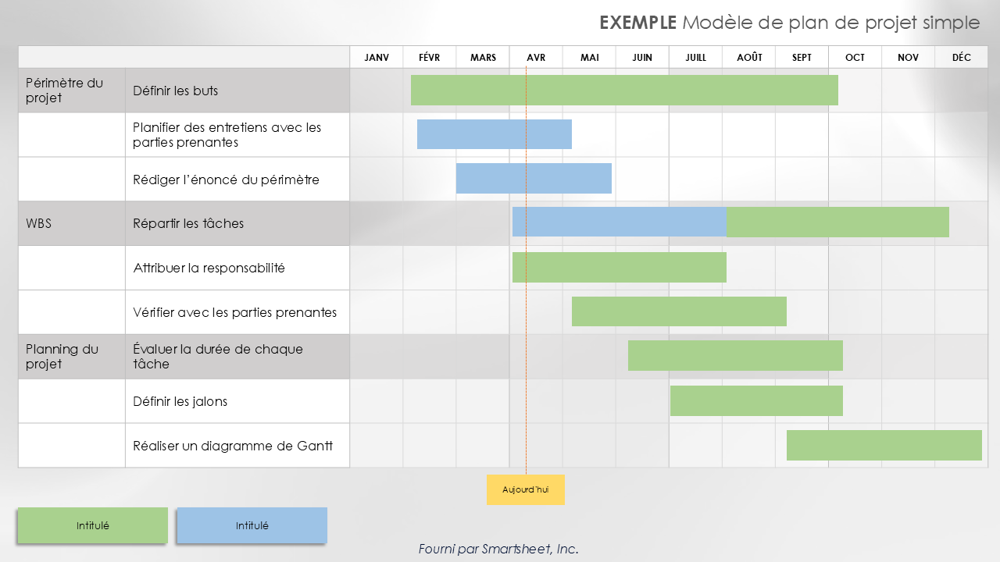 EXEMPLE Modèle de plan de projet simple
JANV FÉVR MARS AVR MAI JUIN JUILL AOÛT SEPT OCT NOV DÉC
Périmètre du
projet
Définir les buts
Planifier des entretiens avec les
parties prenantes
Rédiger l’énoncé du périmètre
WBS
Répartir les tâches
Attribuer la responsabilité
Vérifier avec les parties prenantes
Planning du
projet
Évaluer la durée de chaque
tâche
Définir les jalons
Réaliser un diagramme de Gantt
Aujourd’hui
Intitulé
Intitulé
Fourni par Smartsheet, Inc.